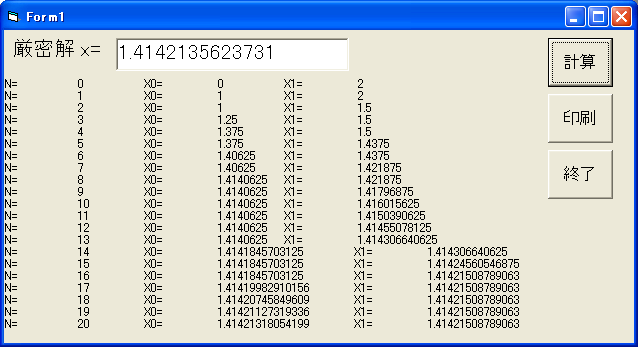 Form1
厳密解 x= 1.4142135623731
計算
印刷
終了
N= 0 X0= 0 X1= 2
N= 1 X0= 1 X1= 2
N= 2 X0= 1 X1= 1.5
N= 3 X0= 1.25 X1= 1.5
N= 4 X0= 1.375 X1= 1.5
N= 5 X0= 1.375 X1= 1.4375
N= 6 X0= 1.40625 X1= 1.4375
N= 7 X0= 1.40625 X1= 1.421875
N= 8 X0= 1.4140625 X1= 1.421875
N= 9 X0= 1.4140625 X1= 1.41796875
N= 10 X0= 1.4140625 X1= 1.416015625
N= 11 X0= 1.4140625 X1= 1.4150390625
N= 12 X0= 1.4140625 X1= 1.41455078125
N= 13 X0= 1.4140625 X1= 1.414306640625
N= 14 X0= 1.4141845703125 X1= 1.414306640625
N= 15 X0= 1.4141845703125 X1= 1.41424560546875
N= 16 X0= 1.4141845703125 X1= 1.41421508789063
N= 17 X0= 1.41419982910156 X1= 1.41421508789063
N= 18 X0= 1.41420745849609 X1= 1.41421508789063
N= 19 X0= 1.41421127319336 X1= 1.41421508789063
N= 20 X0= 1.41421318054199 X1= 1.41421508789063